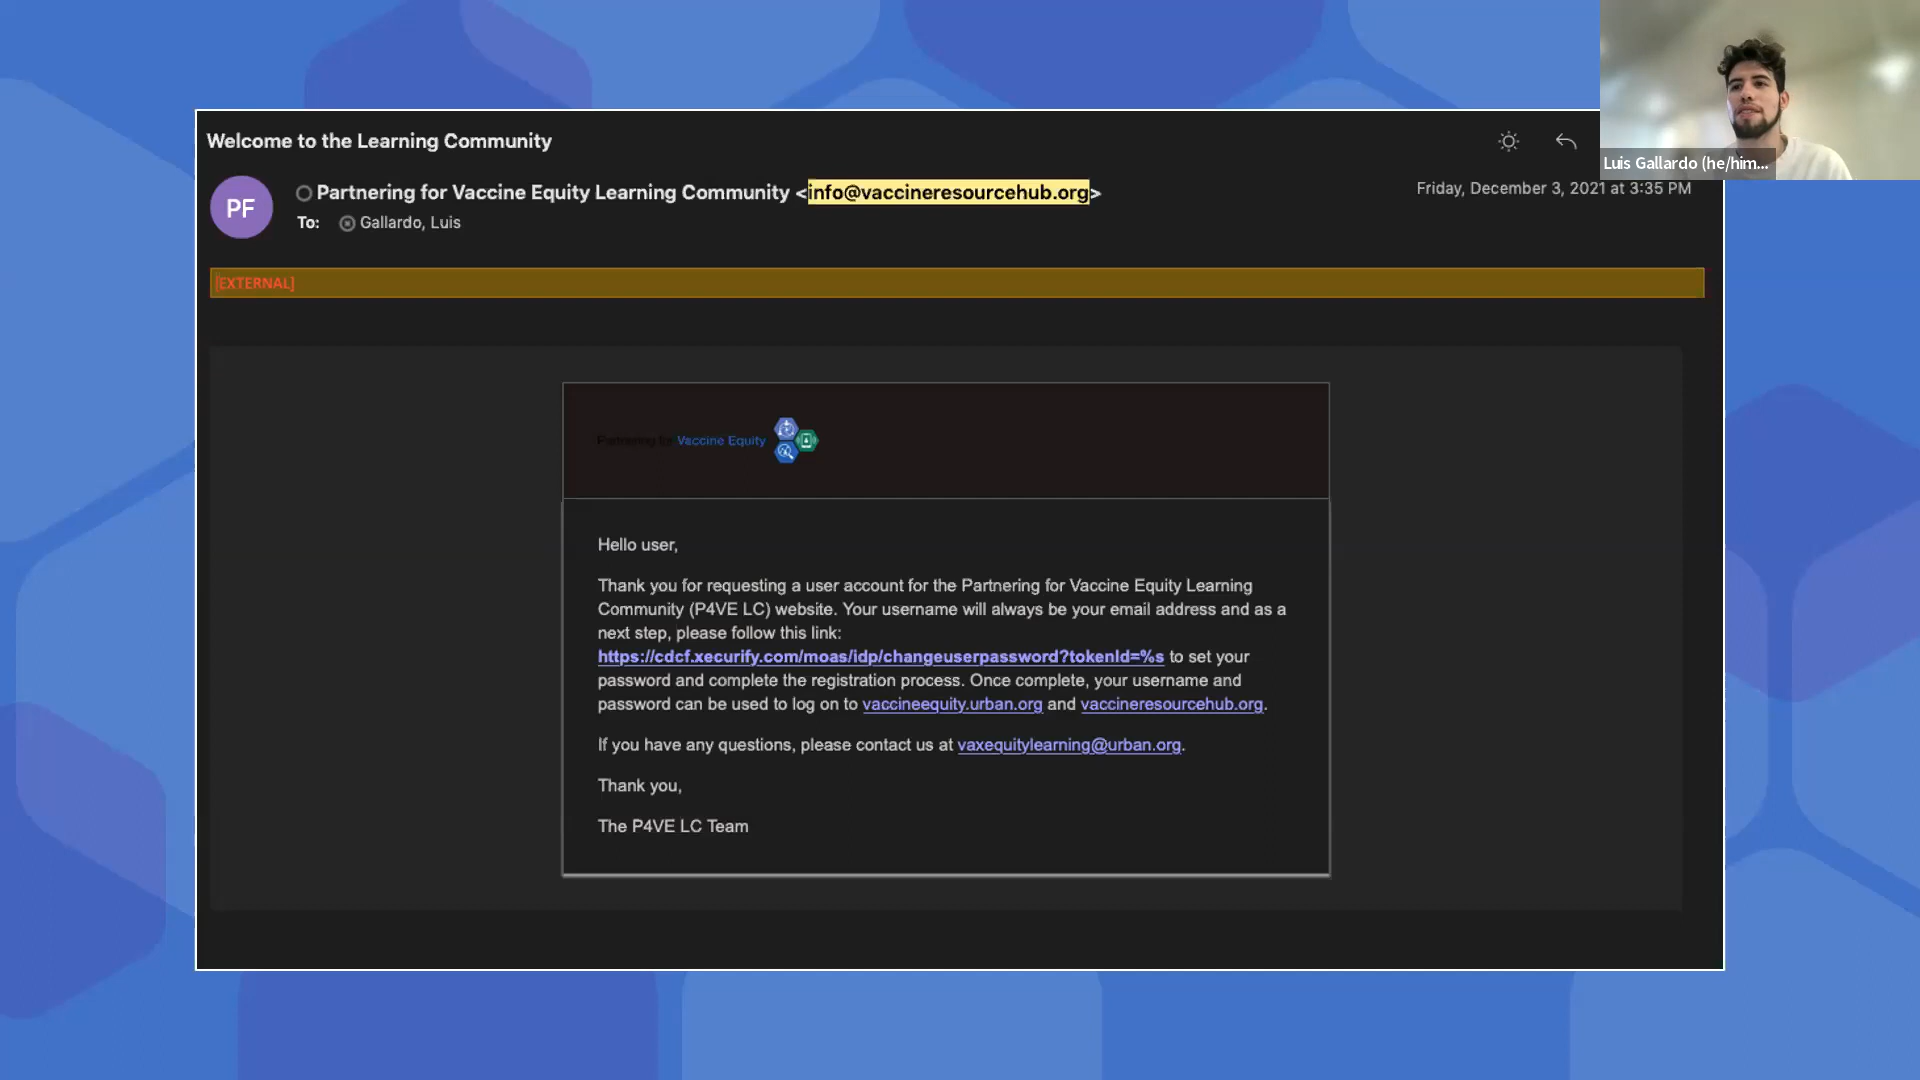 Welcome to the Learning Community
Luis Gallardo (he/him...
PF
Partnering for Vaccine Equity Learning Community <info@vaccineresourcehub.org>
Friday, December 3, 2021 at 3:35 PM
To: Gallardo, Luis
[EXTERNAL]
Partnering for Vaccine Equity
Hello user,
Thank you for requesting a user account for the Partnering for Vaccine Equity Learning
Community (P4VE LC) website. Your username will always be your email address and as a
next step, please follow this link:
https://cdcf.xecurify.com/moas/idp/changeuserpassword?tokenId=%s to set your
password and complete the registration process. Once complete, your username and
password can be used to log on to vaccineequity.urban.org and vaccineresourcehub.org.
If you have any questions, please contact us at vaxequitylearning@urban.org.
Thank you,
The P4VE LC Team